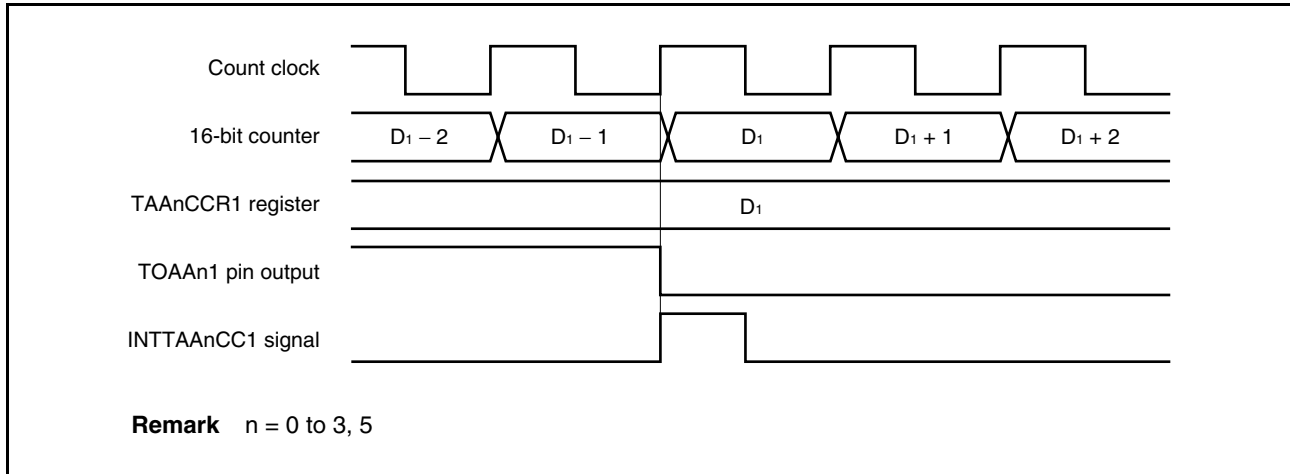 Count clock
16-bit counter D₁ − 2 D₁ − 1 D₁ D₁ + 1 D₁ + 2
TAAnCCR1 register D₁
TOAAn1 pin output
INTTAAnCC1 signal
Remark n = 0 to 3, 5